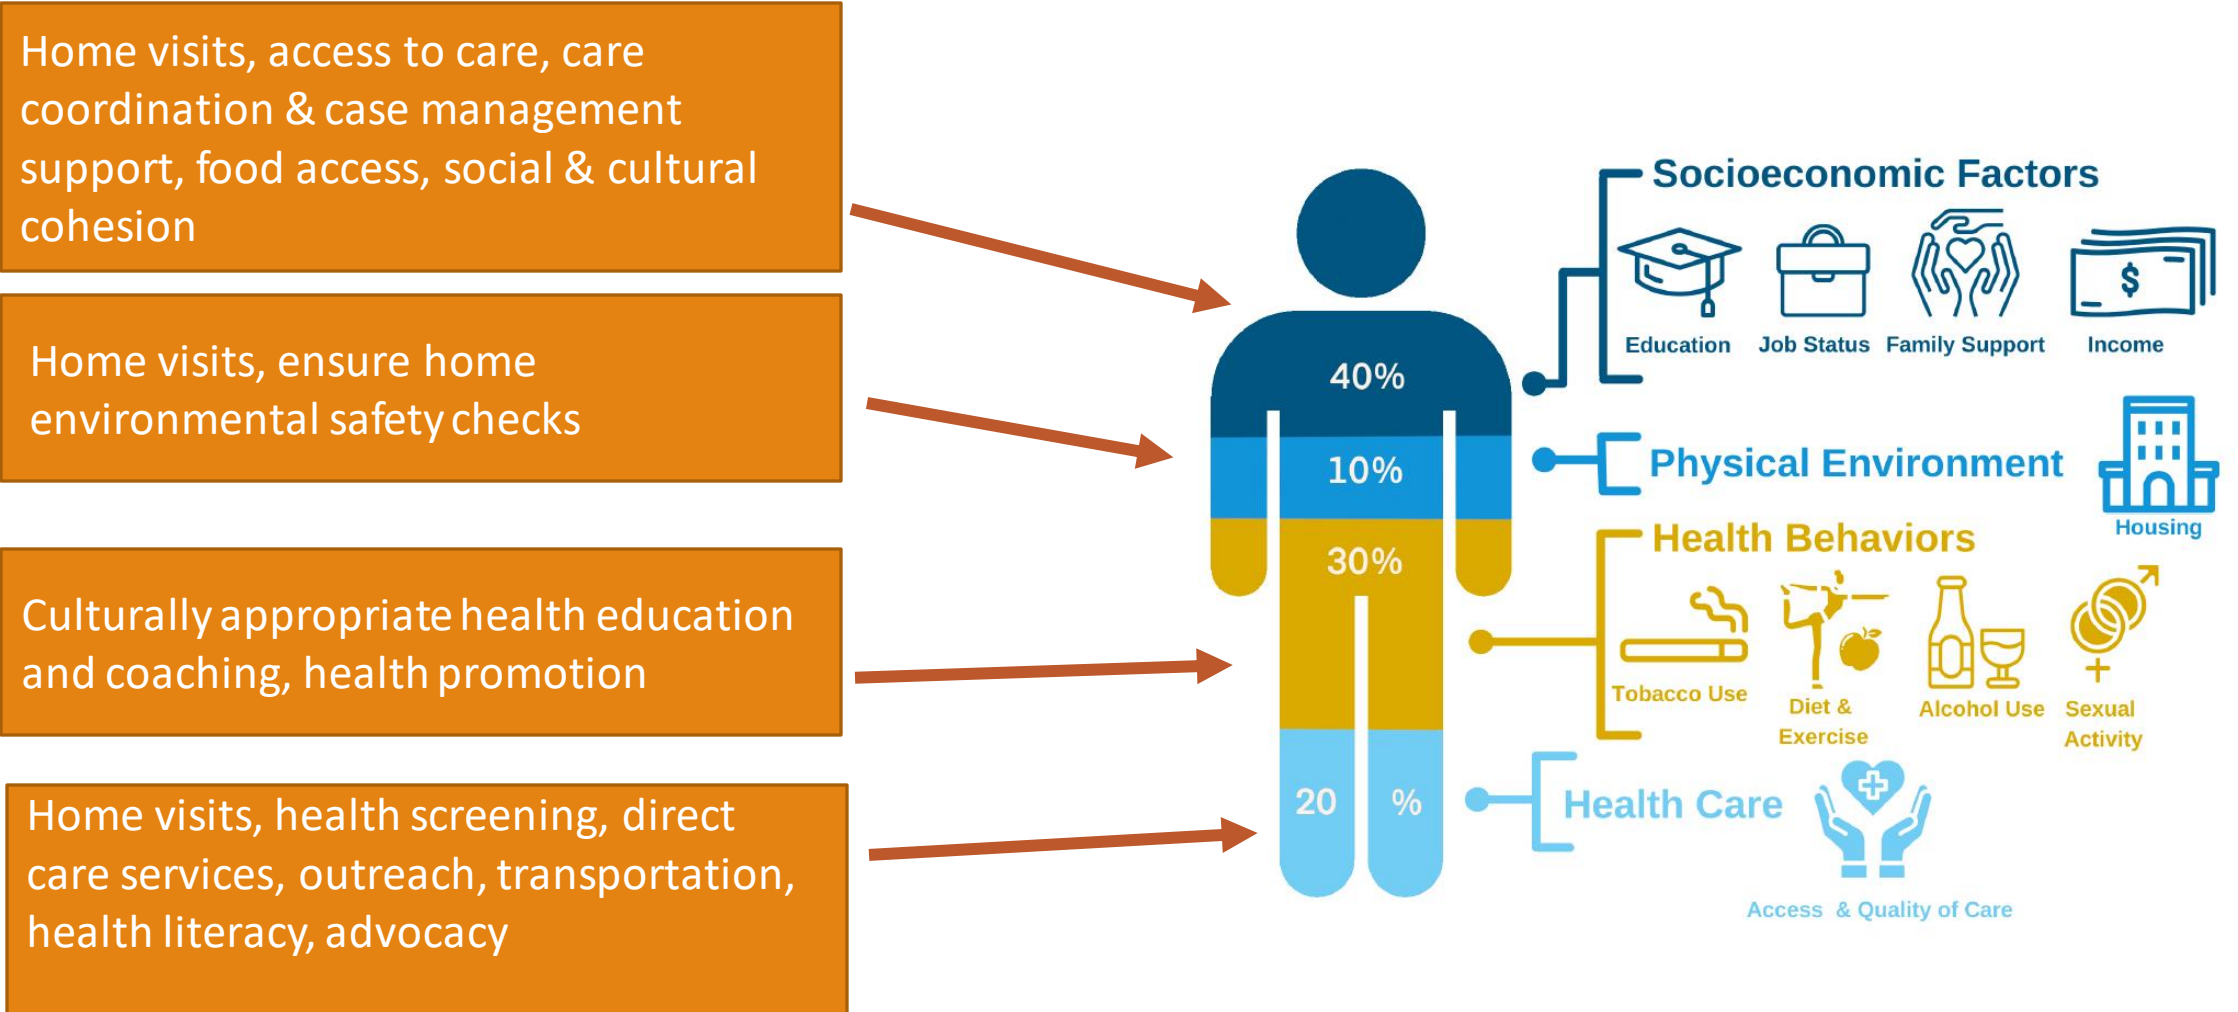 Home visits, access to care, care
coordination & case management
support, food access, social & cultural
cohesion
Home visits, ensure home
environmental safety checks
Culturally appropriate health education
and coaching, health promotion
Home visits, health screening, direct
care services, outreach, transportation,
health literacy, advocacy
40%
10%
30%
20 %
Socioeconomic Factors
$
Education Job Status Family Support Income
Physical Environment
Housing
Health Behaviors
Tobacco Use
Diet &
Exercise
Alcohol Use
Sexual
Activity
Health Care
Access & Quality of Care